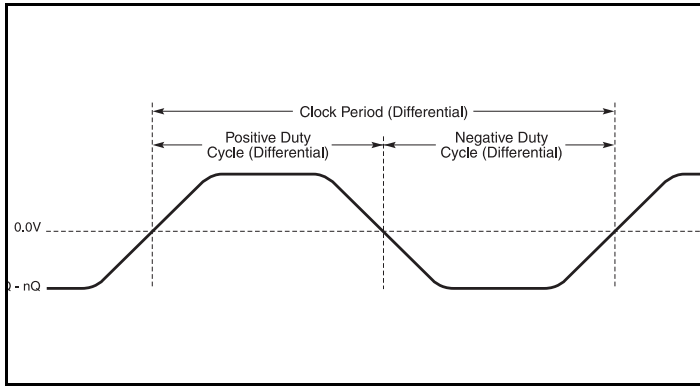 Clock Period (Differential)
Positive Duty
Cycle (Differential)
Negative Duty
Cycle (Differential)
0.0V
- nQ